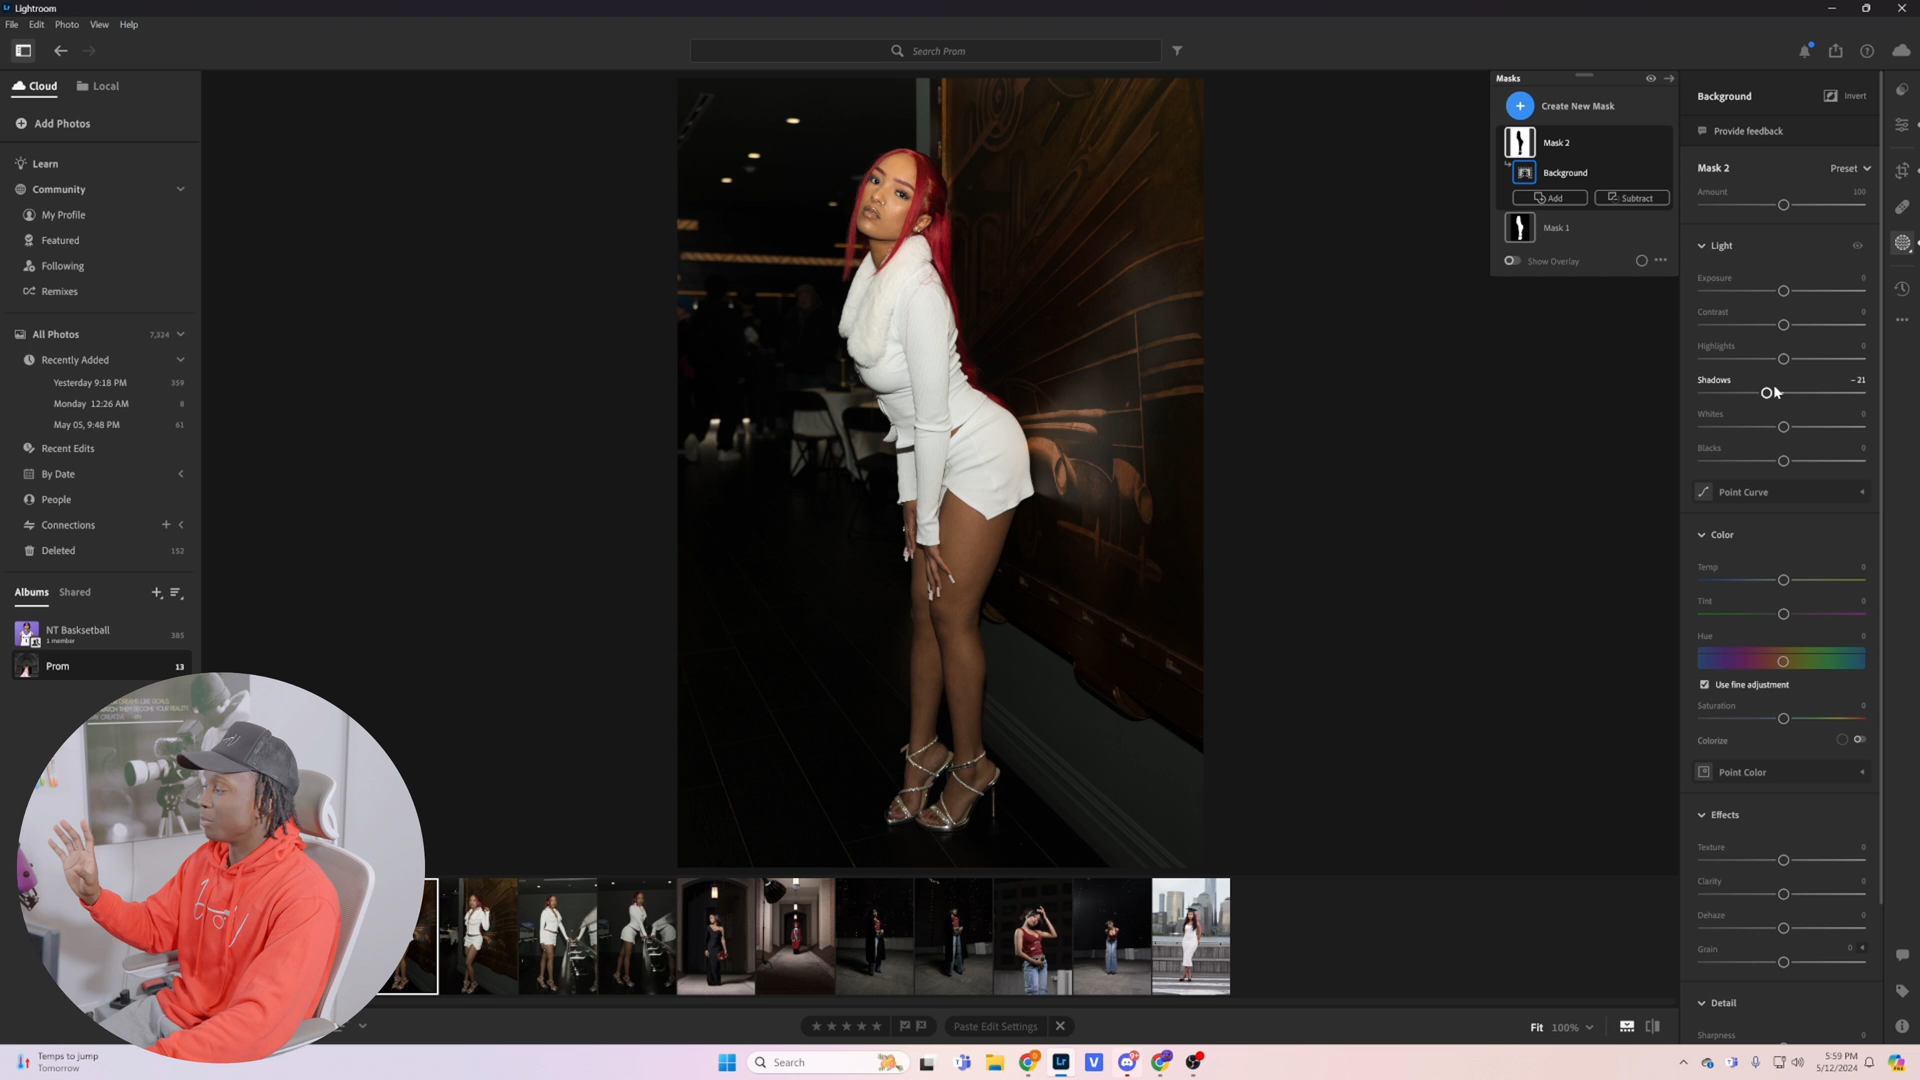 Lightroom
File Edit Photo View Help
Search Prom
Cloud Local
Add Photos
Learn
Community
My Profile
Featured
Following
Remixes
All Photos 7,324
Recently Added
Yesterday 9:18 PM 359
Monday 12:26 AM 8
May 05, 9:48 PM 61
Recent Edits
By Date
People
Connections
Deleted 152
Albums Shared
NT Basksetball 385
1 member
Prom 13
Masks
Create New Mask
Mask 2
Background
Add Subtract
Mask 1
Show Overlay
Background Invert
Provide feedback
Mask 2 Preset
Amount 100
Light
Exposure 0
Contrast 0
Highlights 0
Shadows – 21
Whites 0
Blacks 0
Point Curve
Color
Temp 0
Tint 0
Hue 0
Use fine adjustment
Saturation 0
Colorize
Point Color
Effects
Texture 0
Clarity 0
Dehaze 0
Grain 0
Detail
Sharpness
Paste Edit Settings
Fit 100%
Temps to jump
Tomorrow
Search
Lr
V
5:59 PM
5/12/2024